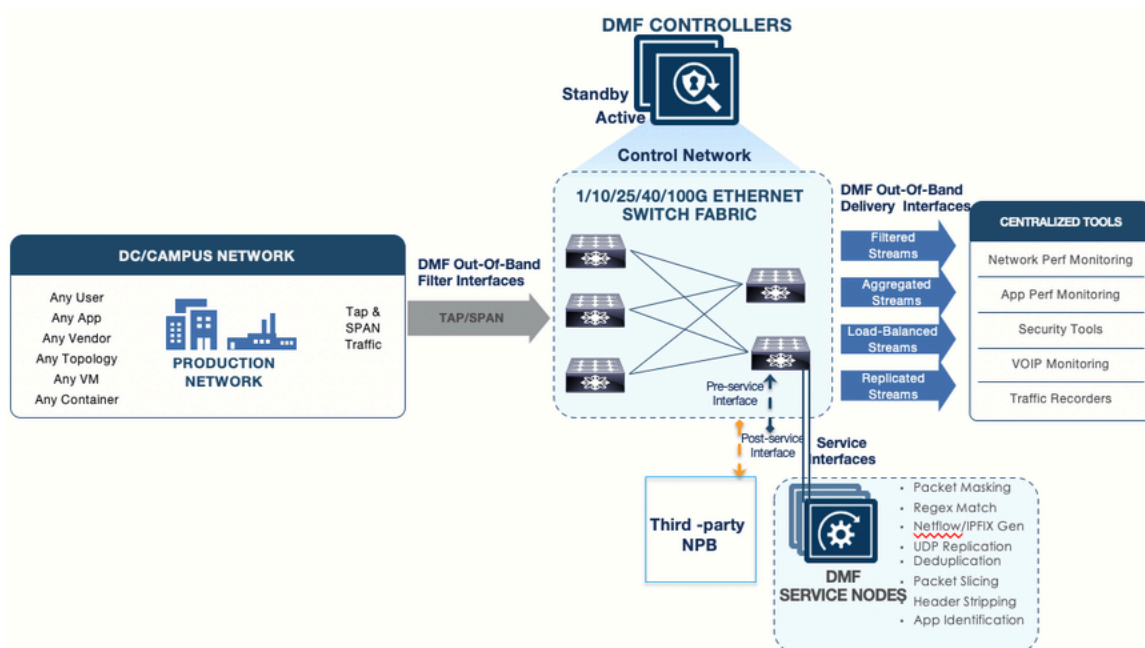 DMF CONTROLLERS
Standby
Active
Control Network
1/10/25/40/100G ETHERNET
SWITCH FABRIC
DC/CAMPUS NETWORK
Any User
Any App
Any Vendor
Any Topology
Any VM
Any Container
PRODUCTION
NETWORK
Tap &
SPAN
Traffic
DMF Out-Of-Band
Filter Interfaces
TAP/SPAN
DMF Out-Of-Band
Delivery Interfaces
Filtered
Streams
Aggregated
Streams
Load-Balanced
Streams
Replicated
Streams
CENTRALIZED TOOLS
Network Perf Monitoring
App Perf Monitoring
Security Tools
VOIP Monitoring
Traffic Recorders
Pre-service
Interface
Post-service
Interface
Service
Interfaces
Third -party
NPB
DMF
SERVICE NODES
• Packet Masking
• Regex Match
• Netflow/IPFIX Gen
• UDP Replication
• Deduplication
• Packet Slicing
• Header Stripping
• App Identification